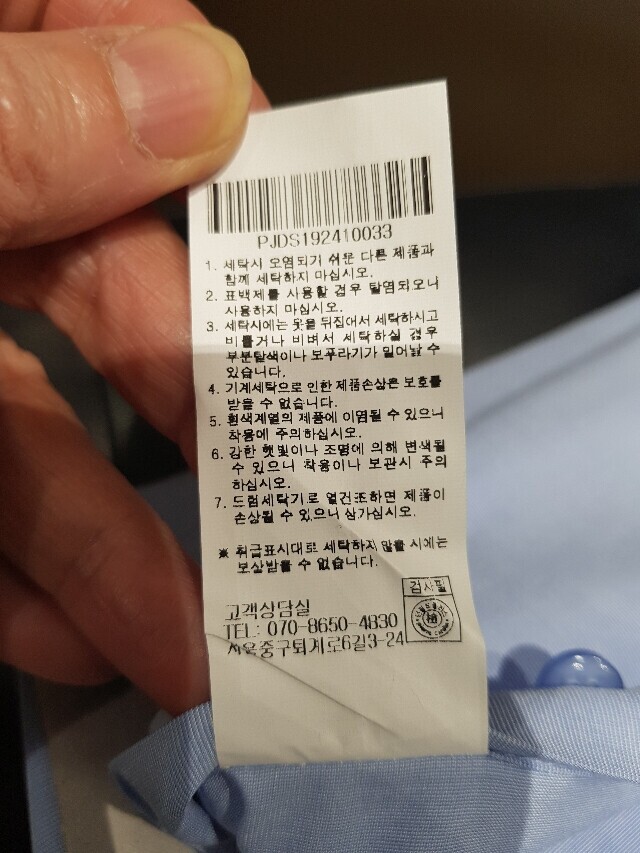 PJDS192410033
1. 세탁시 오염되기 쉬운 다른 제품과
함께 세탁하지 마십시오.
2. 표백제를 사용할 경우 탈염되오니
사용하지 마십시오.
3. 세탁시에는 옷을 뒤집어서 세탁하시고
비틀거나 비벼서 세탁하실 경우
부분탈색이나 보푸라기가 일어날 수
있습니다.
4. 기계세탁으로 인한 제품손상은 보호를
받을 수 없습니다.
5. 흰색계열의 제품에 이염될 수 있으니
착용에 주의하십시오.
6. 강한 햇빛이나 조명에 의해 변색될
수 있으니 착용이나 보관시 주의
하십시오.
7. 드럼세탁기로 열건조하면 제품이
손상될 수 있으니 삼가십시오.
※ 취급표시대로 세탁하지 않을 시에는
보상받을 수 없습니다.
검사필
고객상담실
TEL: 070-8650-4830
서울중구퇴계로6길3-24